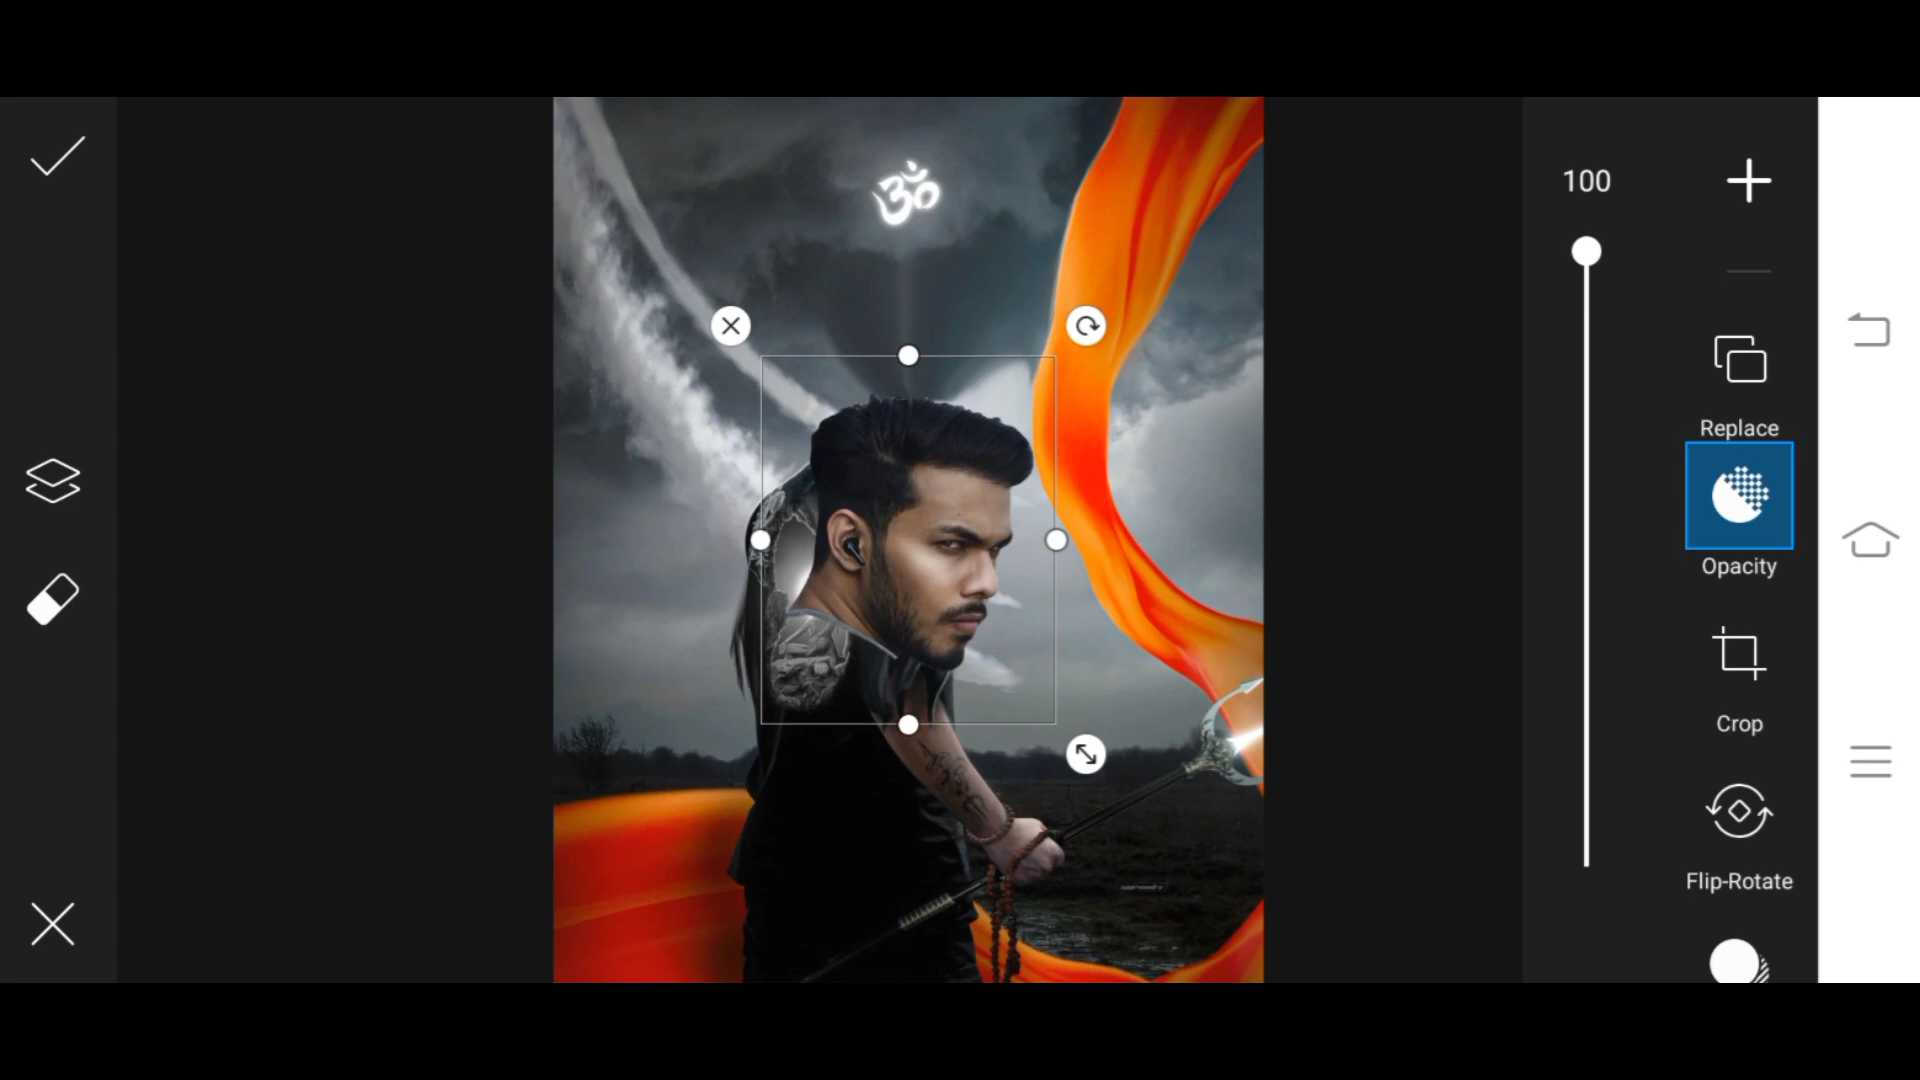 ॐ
100
Replace
Opacity
Crop
Flip-Rotate